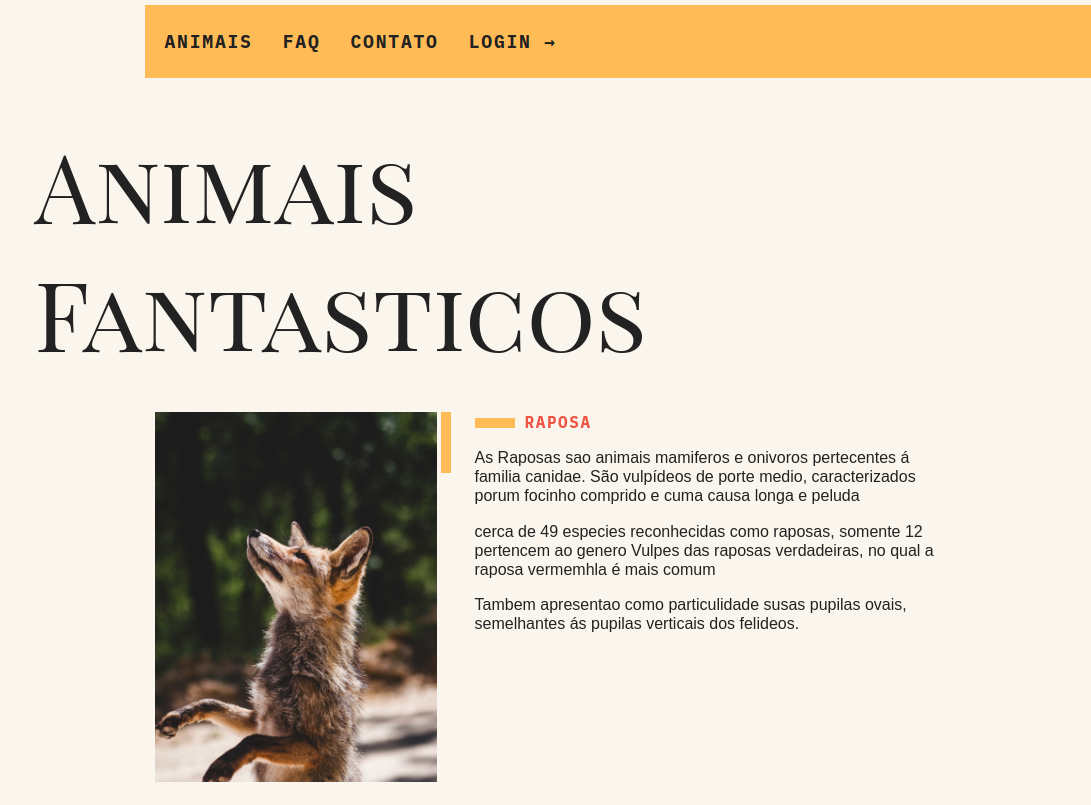 ANIMAIS FAQ CONTATO LOGIN →
ANIMAIS
FANTASTICOS
RAPOSA
As Raposas sao animais mamiferos e onivoros pertecentes á
familia canidae. São vulpídeos de porte medio, caracterizados
porum focinho comprido e cuma causa longa e peluda
cerca de 49 especies reconhecidas como raposas, somente 12
pertencem ao genero Vulpes das raposas verdadeiras, no qual a
raposa vermemhla é mais comum
Tambem apresentao como particulidade susas pupilas ovais,
semelhantes ás pupilas verticais dos felideos.